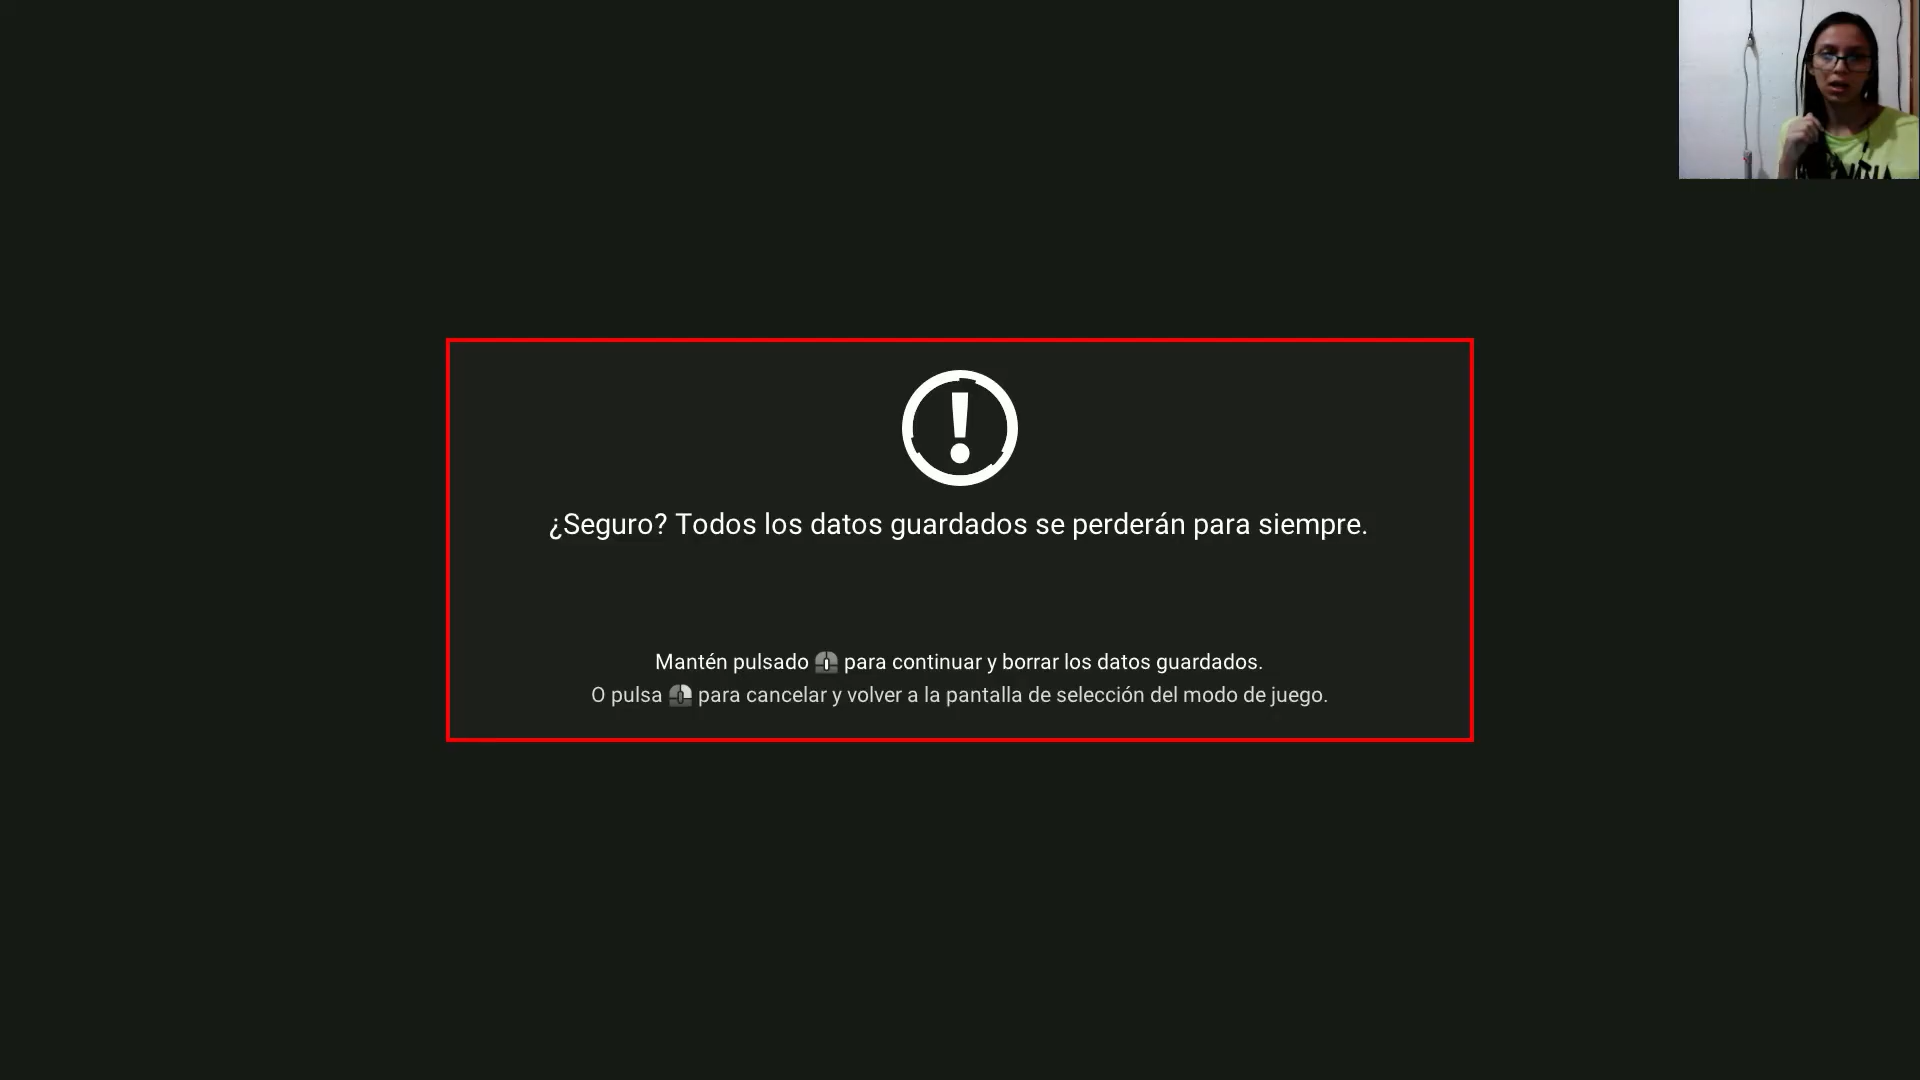 ¿Seguro? Todos los datos guardados se perderán para siempre.
Mantén pulsado para continuar y borrar los datos guardados.
O pulsa para cancelar y volver a la pantalla de selección del modo de juego.